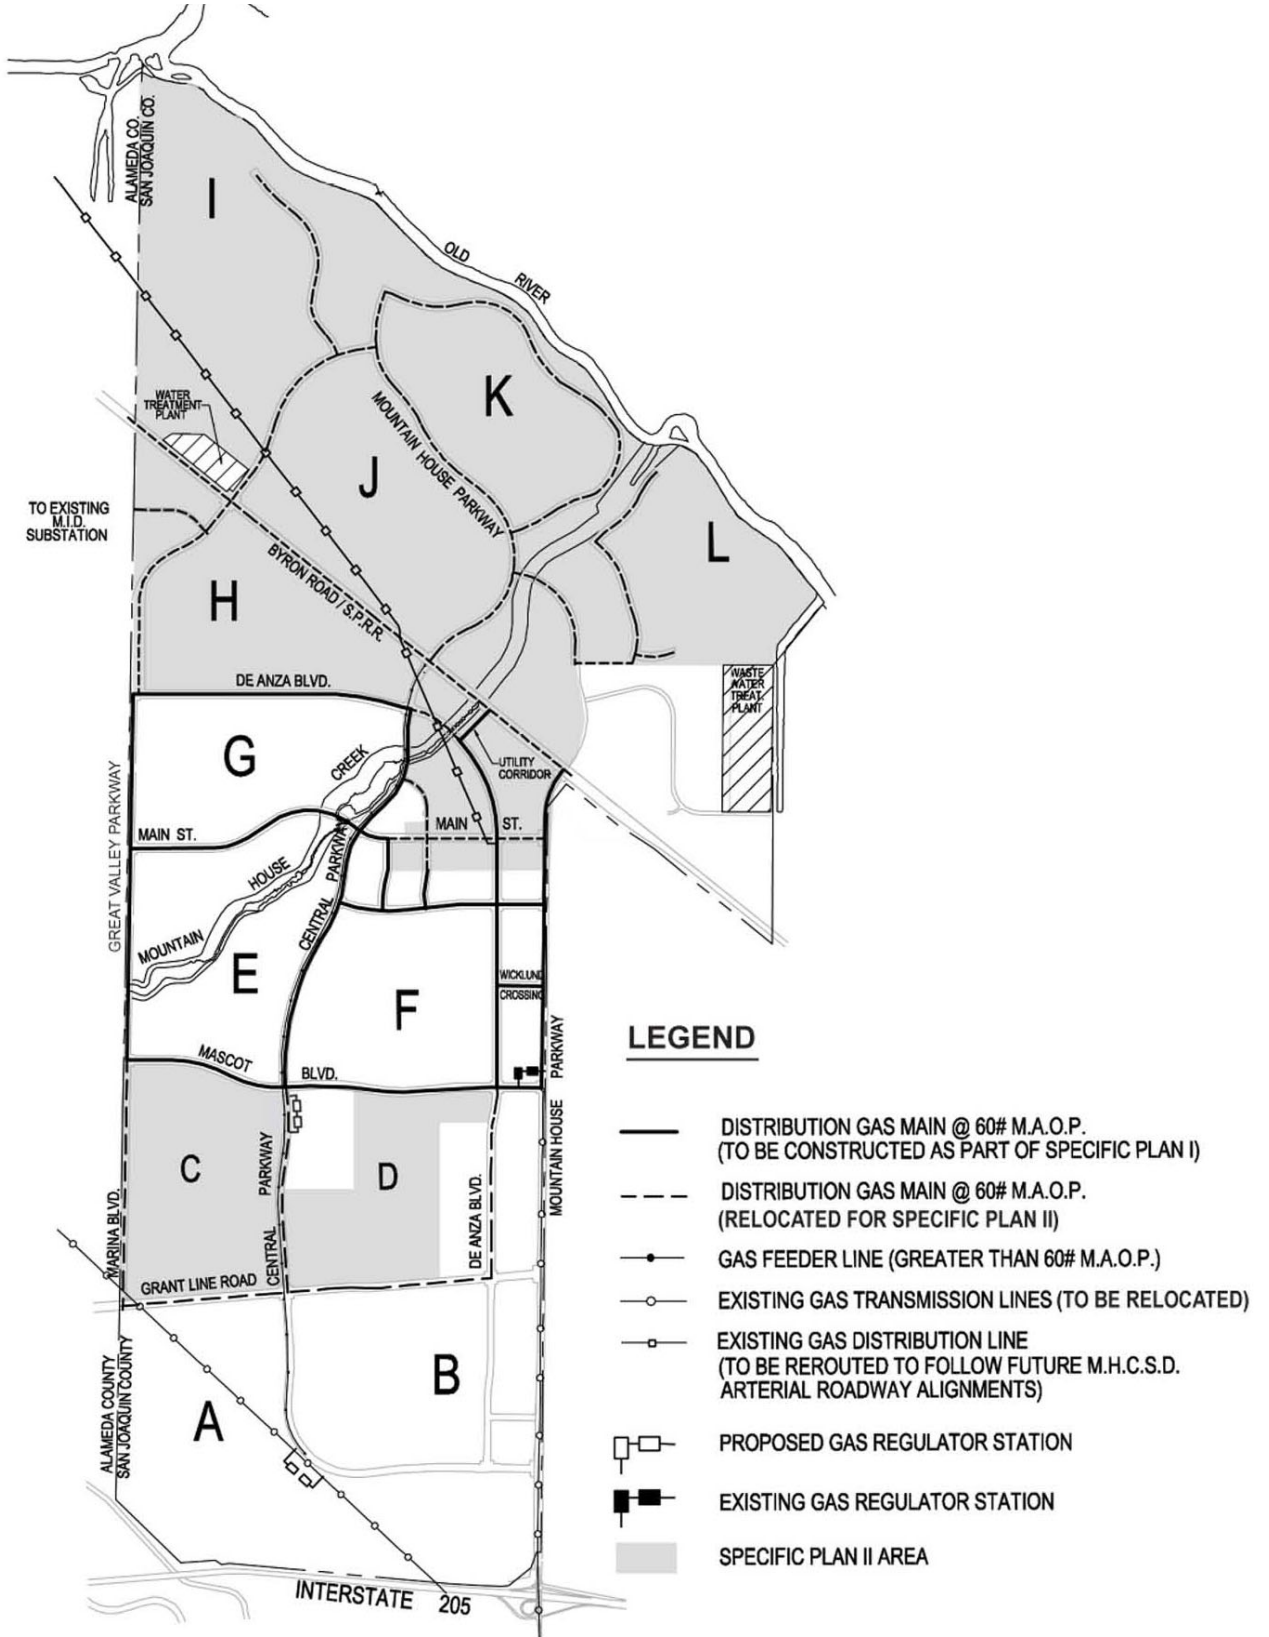 ALAMEDA CO.
SAN JOAQUIN CO.
I
OLD
RIVER
K
WATER
TREATMENT
PLANT
MOUNTAIN HOUSE PARKWAY
J
TO EXISTING
M.I.D.
SUBSTATION
L
BYRON ROAD / S.P.R.R.
H
DE ANZA BLVD.
WASTE
WATER
TREAT.
PLANT
G
CREEK
UTILITY
CORRIDOR
GREAT VALLEY PARKWAY
MAIN ST.
MAIN ST.
HOUSE
MOUNTAIN
CENTRAL PARKWAY
E
WICKLUND
CROSSING
F
MASCOT BLVD.
MOUNTAIN HOUSE PARKWAY
C
D
CENTRAL PARKWAY
DE ANZA BLVD.
MARINA BLVD.
GRANT LINE ROAD
ALAMEDA COUNTY
SAN JOAQUIN COUNTY
A
B
INTERSTATE 205
LEGEND
DISTRIBUTION GAS MAIN @ 60# M.A.O.P.
(TO BE CONSTRUCTED AS PART OF SPECIFIC PLAN I)
DISTRIBUTION GAS MAIN @ 60# M.A.O.P.
(RELOCATED FOR SPECIFIC PLAN II)
GAS FEEDER LINE (GREATER THAN 60# M.A.O.P.)
EXISTING GAS TRANSMISSION LINES (TO BE RELOCATED)
EXISTING GAS DISTRIBUTION LINE
(TO BE REROUTED TO FOLLOW FUTURE M.H.C.S.D.
ARTERIAL ROADWAY ALIGNMENTS)
PROPOSED GAS REGULATOR STATION
EXISTING GAS REGULATOR STATION
SPECIFIC PLAN II AREA